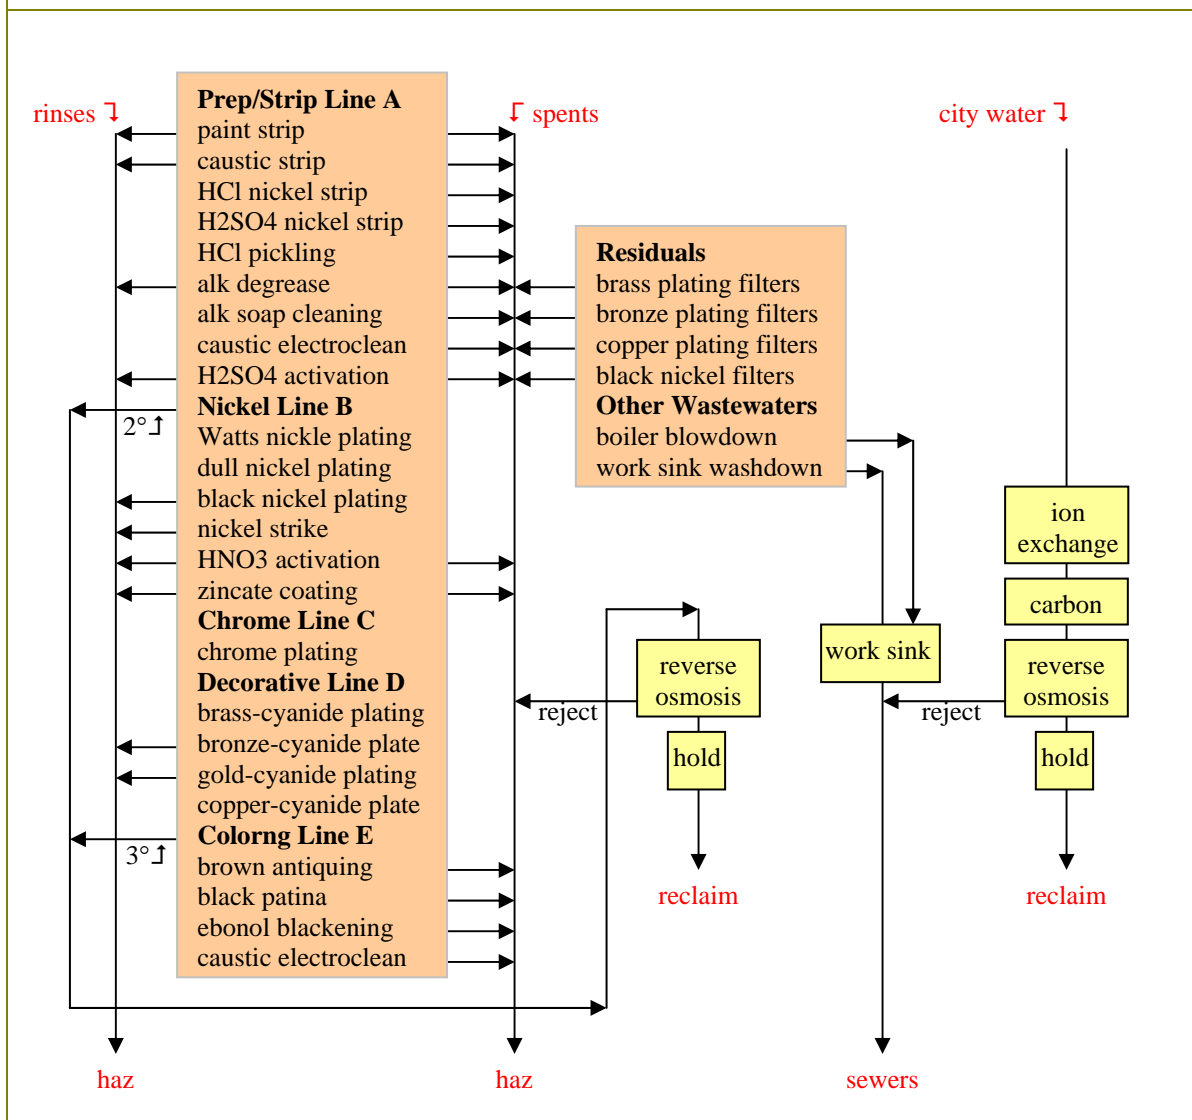 rinses
Prep/Strip Line A
paint strip
caustic strip
HCl nickel strip
H2SO4 nickel strip
HCl pickling
alk degrease
alk soap cleaning
caustic electroclean
H2SO4 activation
Nickel Line B
2°
Watts nickle plating
dull nickel plating
black nickel plating
nickel strike
HNO3 activation
zincate coating
Chrome Line C
chrome plating
Decorative Line D
brass-cyanide plating
bronze-cyanide plate
gold-cyanide plating
copper-cyanide plate
Colorng Line E
3°
brown antiquing
black patina
ebonol blackening
caustic electroclean
haz
spents
Residuals
brass plating filters
bronze plating filters
copper plating filters
black nickel filters
Other Wastewaters
boiler blowdown
work sink washdown
reverse
osmosis
reject
hold
reclaim
haz
work sink
sewers
city water
ion
exchange
carbon
reverse
osmosis
reject
hold
reclaim